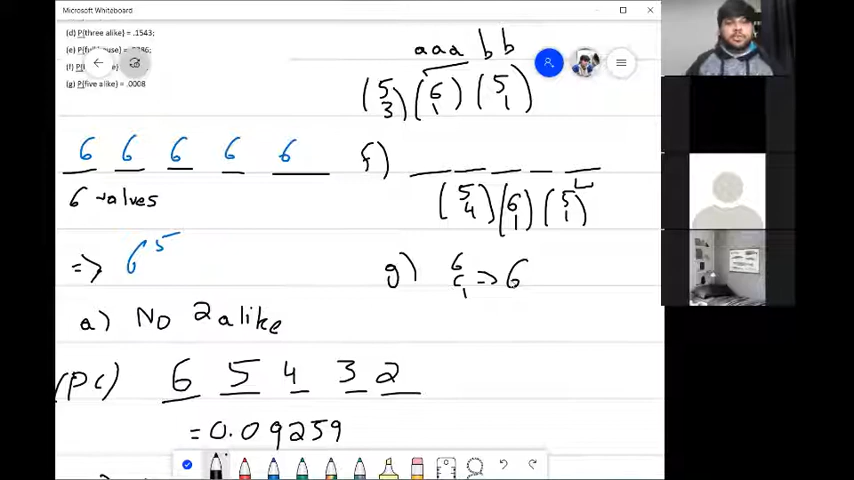 Microsoft Whiteboard
(d) P{three alike} = .1543;
(g) P{five alike} = .0008
a a a b b
(5 3) (6 1) (5 1)
6 6 6 6 6
6 values
=> 6^5
f)
(5 4) (6 1) (5 1)
g) 6 C 1 => 6
a) No 2 alike
6 5 4 3 2
= 0.09259